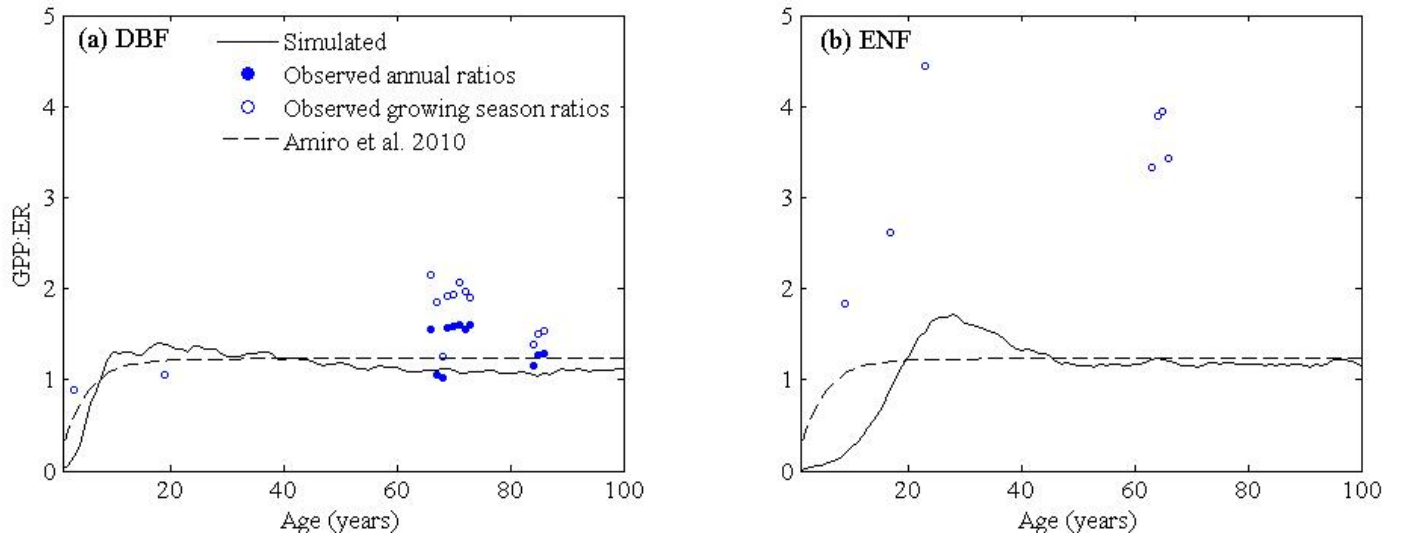 (a) DBF
Simulated
Observed annual ratios
Observed growing season ratios
Amiro et al. 2010
GPP:ER
5
4
3
2
1
0
20
40
60
80
100
Age (years)
(b) ENF
5
4
3
2
1
0
20
40
60
80
100
Age (years)